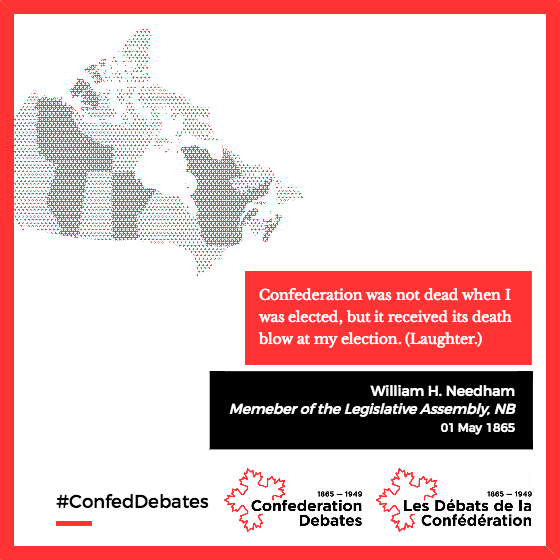 Confederation was not dead when I
was elected, but it received its death
blow at my election. (Laughter.)
William H. Needham
Memeber of the Legislative Assembly, NB
01 May 1865
#ConfedDebates
1865 — 1949
Confederation
Debates
1865 — 1949
Les Débats de la
Confédération